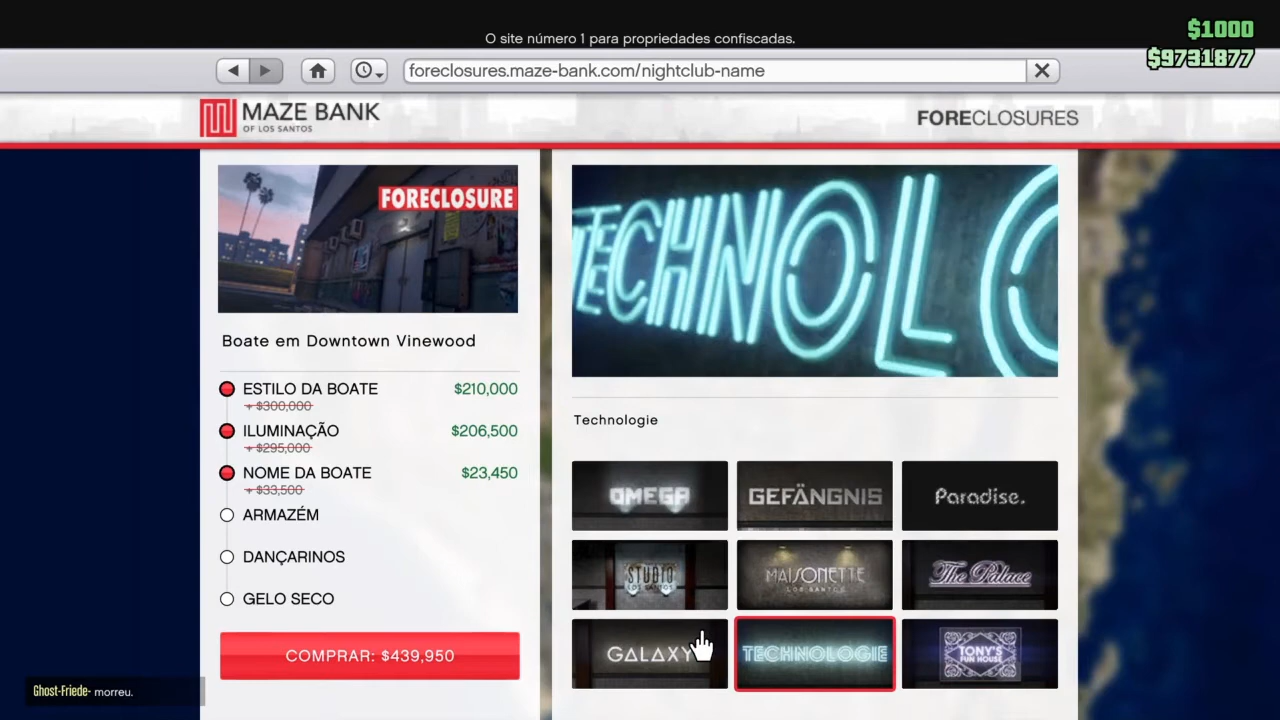 O site número 1 para propriedades confiscadas.
$1000
$9731877
foreclosures.maze-bank.com/nightclub-name
MAZE BANK
OF LOS SANTOS
FORECLOSURES
FORECLOSURE
Boate em Downtown Vinewood
ESTILO DA BOATE $210,000
+ $300,000
ILUMINAÇÃO $206,500
+ $295,000
NOME DA BOATE $23,450
+ $33,500
ARMAZÉM
DANÇARINOS
GELO SECO
COMPRAR: $439,950
TECHNOLO
Technologie
OMEGA GEFÄNGNIS Paradise.
STUDIO
LOS SANTOS
MAISONETTE
LOS SANTOS
The Palace
GALAXY TECHNOLOGIE
TONY'S
FUN HOUSE
Ghost-Friede- morreu.